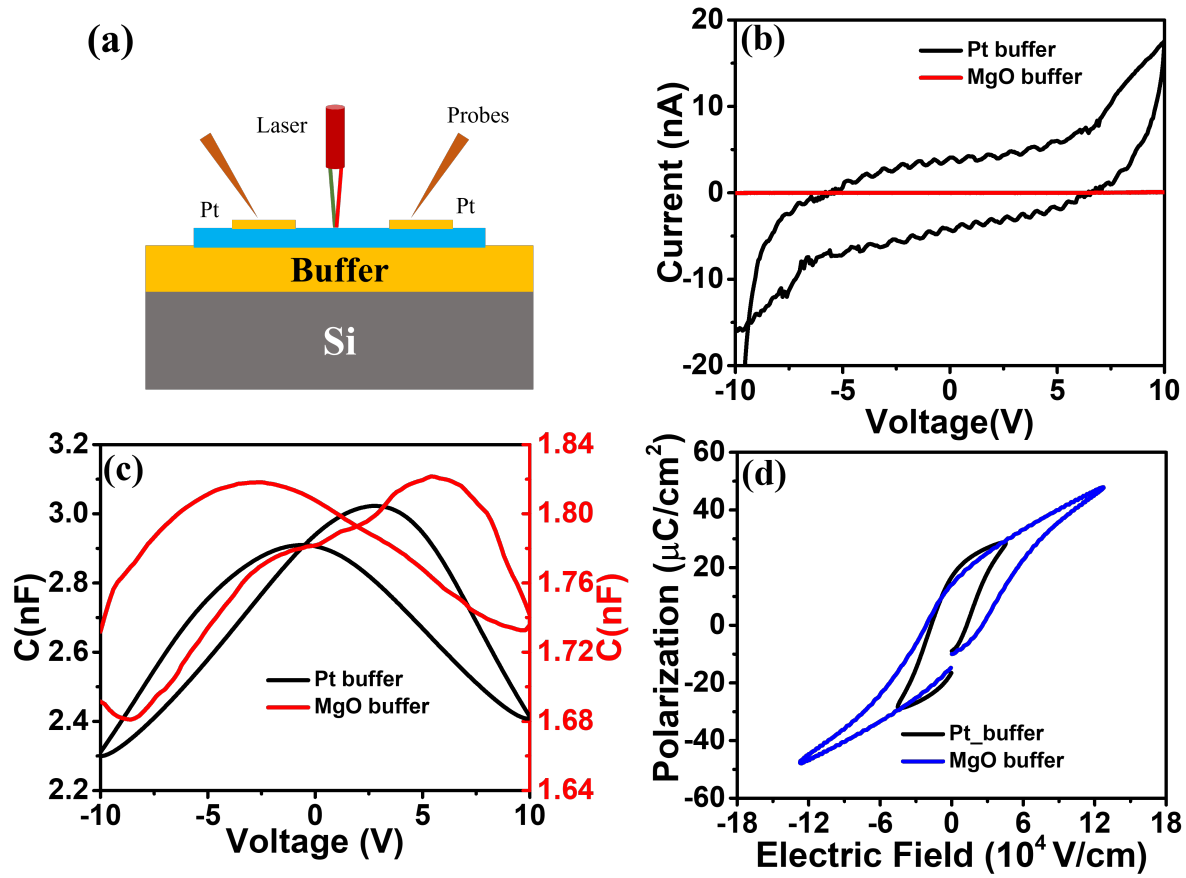 (a)
Laser
Probes
Pt
Pt
Buffer
Si
(b)
Pt buffer
MgO buffer
20
10
0
-10
-20
Current (nA)
-10
-5
0
5
10
Voltage(V)
(c)
3.2
3.0
2.8
2.6
2.4
2.2
C(nF)
1.84
1.80
1.76
1.72
1.68
1.64
C(nF)
Pt buffer
MgO buffer
-10
-5
0
5
10
Voltage (V)
(d)
60
40
20
0
-20
-40
-60
Polarization (μC/cm²)
Pt_buffer
MgO buffer
-18
-12
-6
0
6
12
18
Electric Field (10⁴ V/cm)